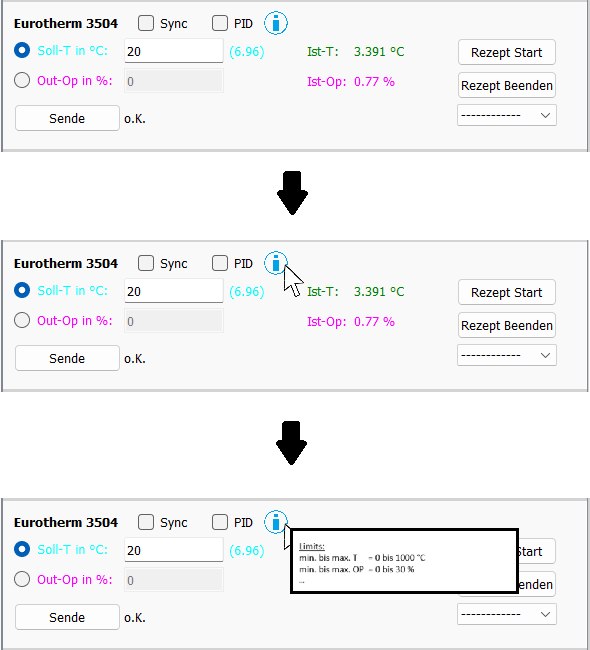 Eurotherm 3504 Sync PID i
Soll-T in °C: 20 (6.96) Ist-T: 3.391 °C Rezept Start
Out-Op in %: 0 Ist-Op: 0.77 % Rezept Beenden
Sende o.K. ------------
Eurotherm 3504 Sync PID i
Soll-T in °C: 20 (6.96) Ist-T: 3.391 °C Rezept Start
Out-Op in %: 0 Ist-Op: 0.77 % Rezept Beenden
Sende o.K. ------------
Eurotherm 3504 Sync PID i
Soll-T in °C: 20 (6.96) Start
Limits:
min. bis max. T = 0 bis 1000 °C
min. bis max. OP = 0 bis 30 %
...
Out-Op in %: 0 enden
Sende o.K. ------------